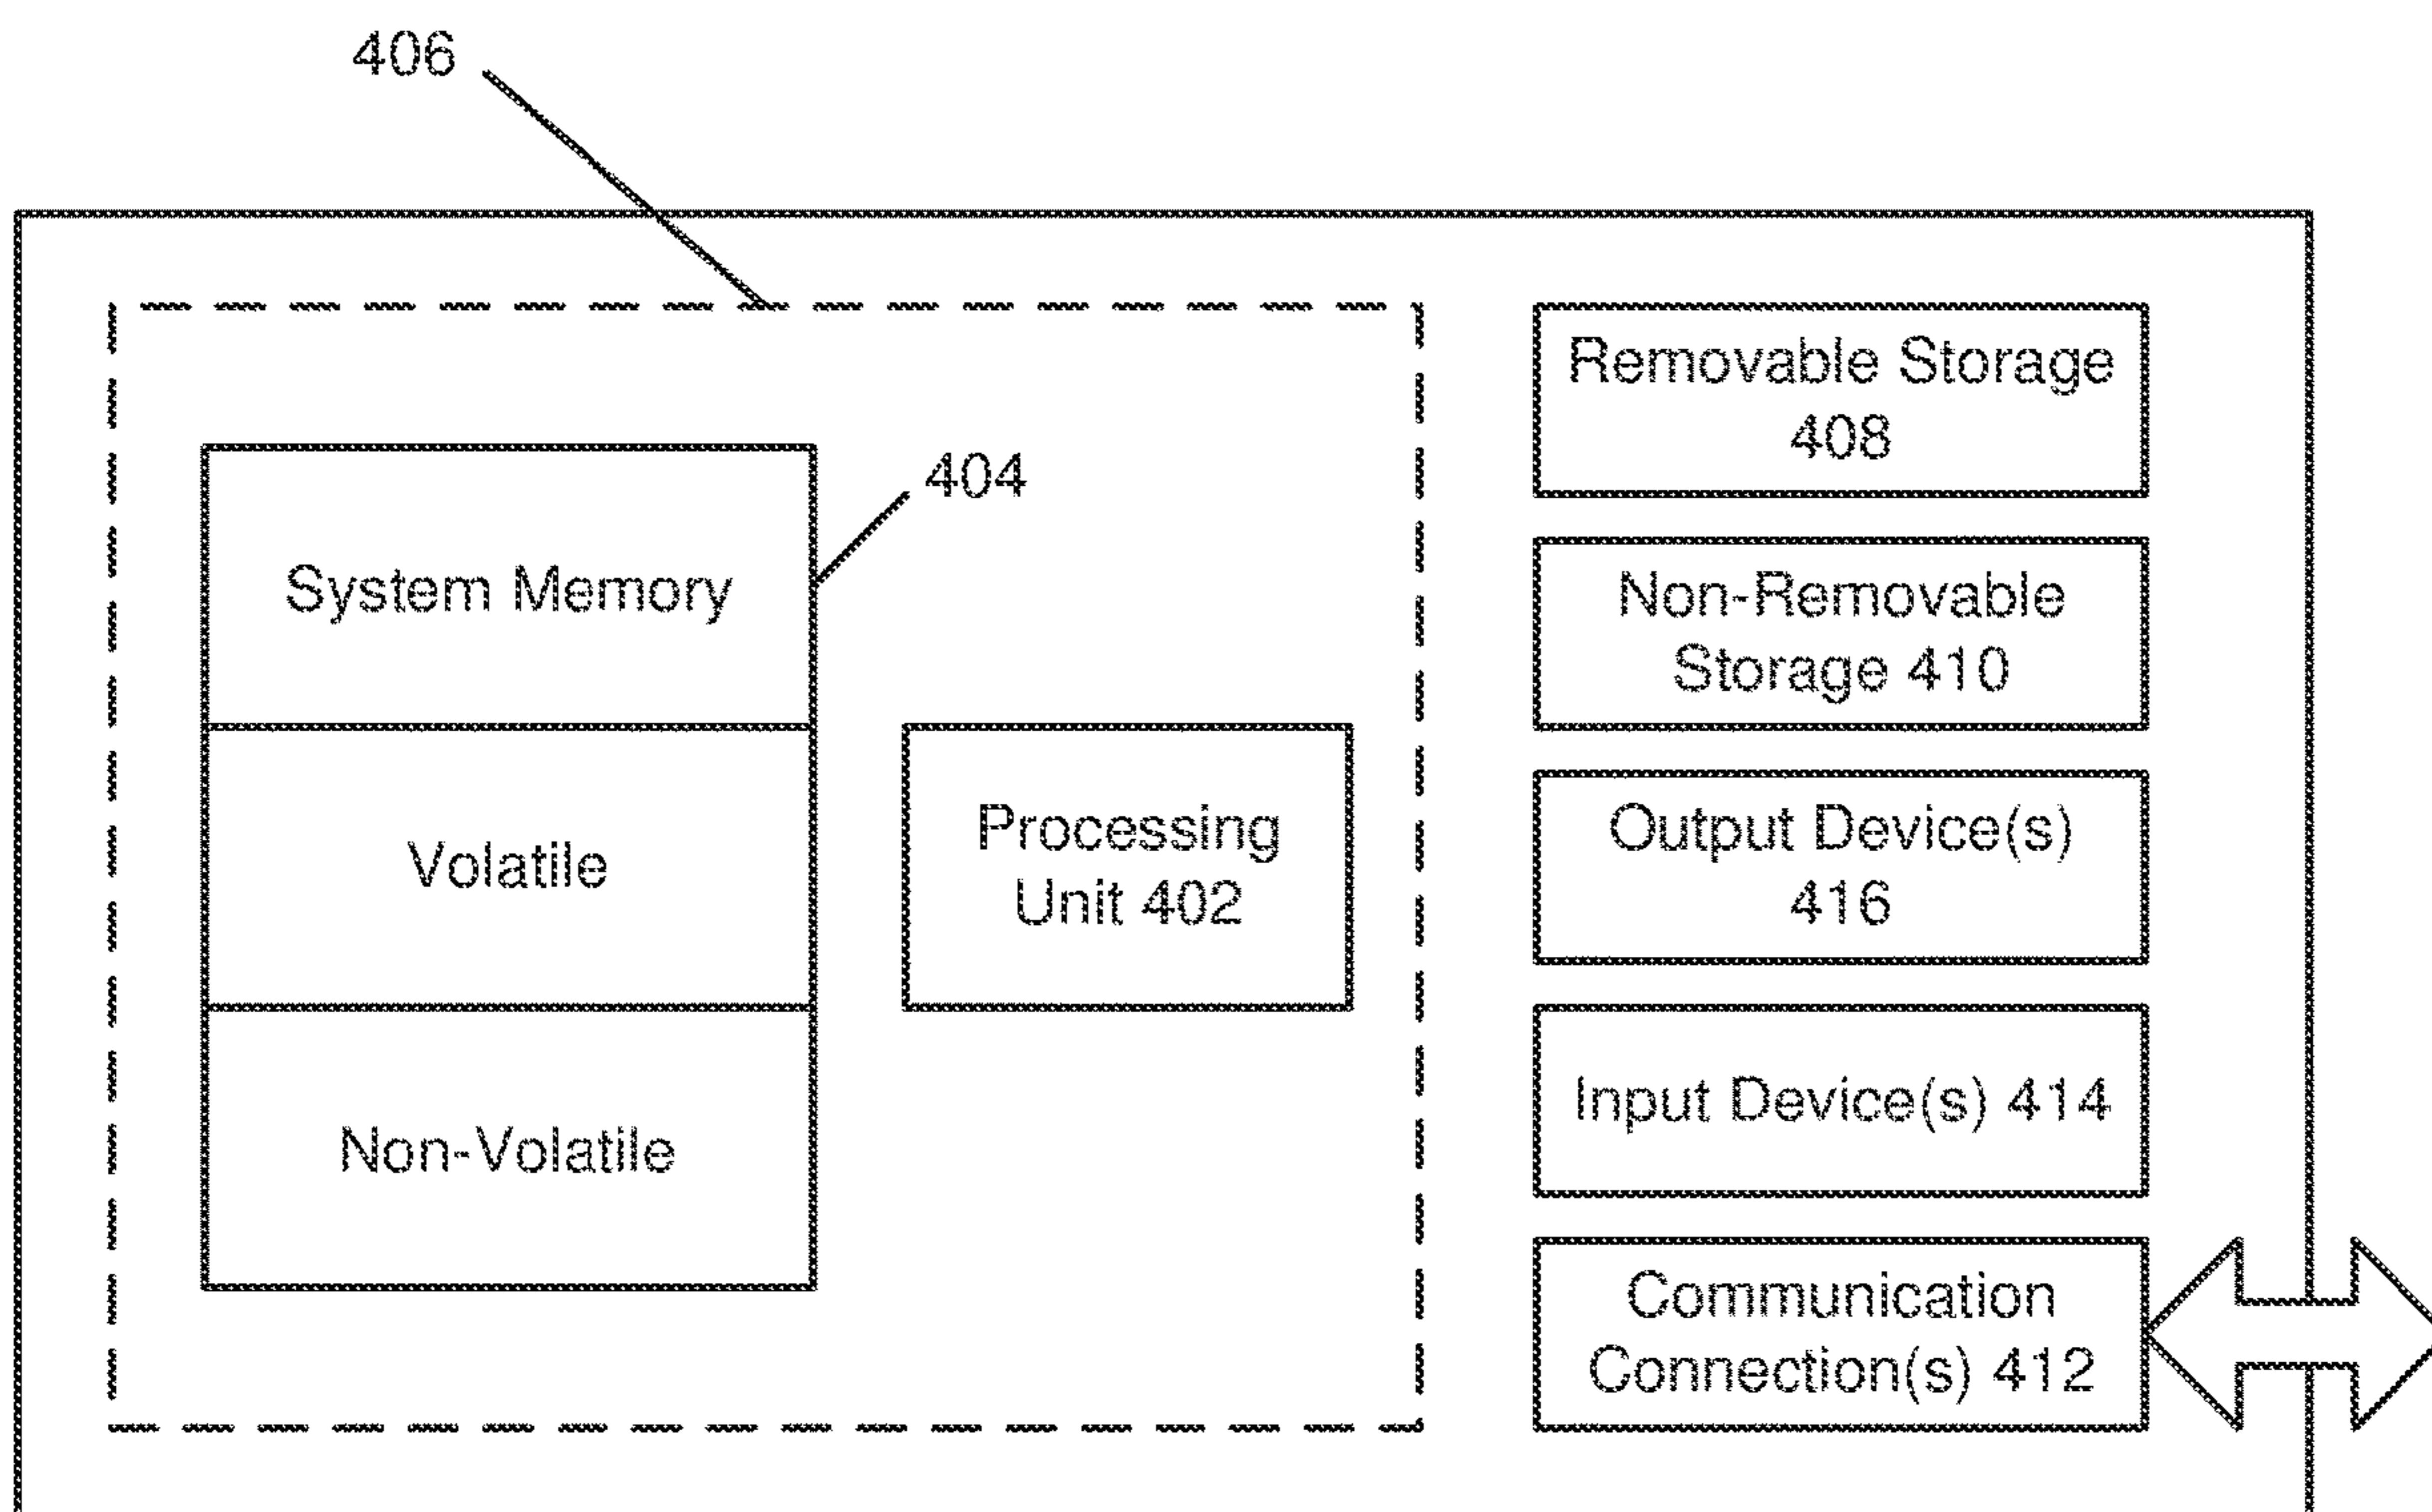 406
404
System Memory
Volatile
Non-Volatile
Processing
Unit 402
Removable Storage
408
Non-Removable
Storage 410
Output Device(s)
416
Input Device(s) 414
Communication
Connection(s) 412